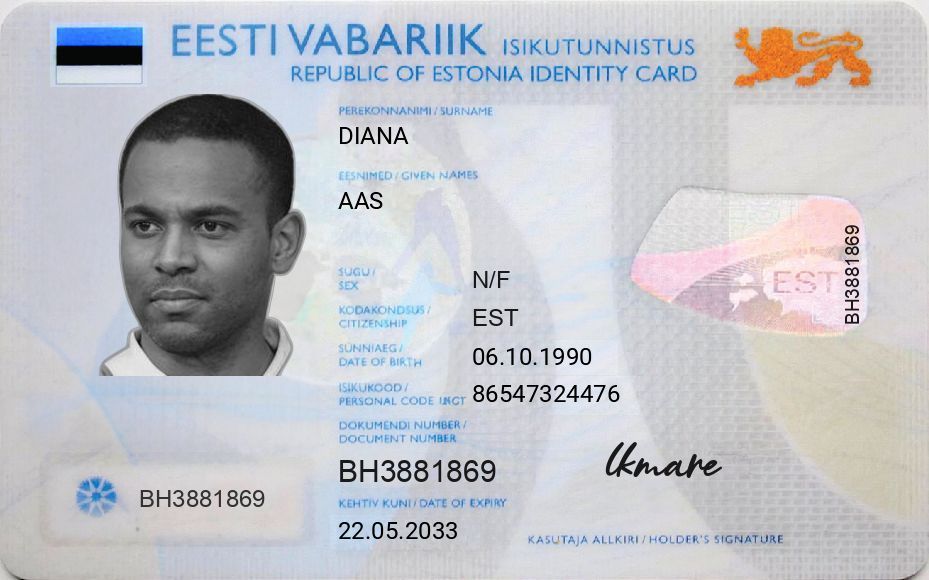 EESTI VABARIIK ISIKUTUNNISTUS
REPUBLIC OF ESTONIA IDENTITY CARD
PEREKONNANIMI / SURNAME
DIANA
EESNIMED / GIVEN NAMES
AAS
SUGU /
SEX
N/F
KODAKONDSUS /
CITIZENSHIP
EST
SÜNNIAEG /
DATE OF BIRTH
06.10.1990
ISIKUKOOD /
PERSONAL CODE
86547324476
DOKUMENDI NUMBER /
DOCUMENT NUMBER
BH3881869
KEHTIV KUNI / DATE OF EXPIRY
22.05.2033
BH3881869
EST
BH3881869
lkmare
KASUTAJA ALLKIRI / HOLDER'S SIGNATURE